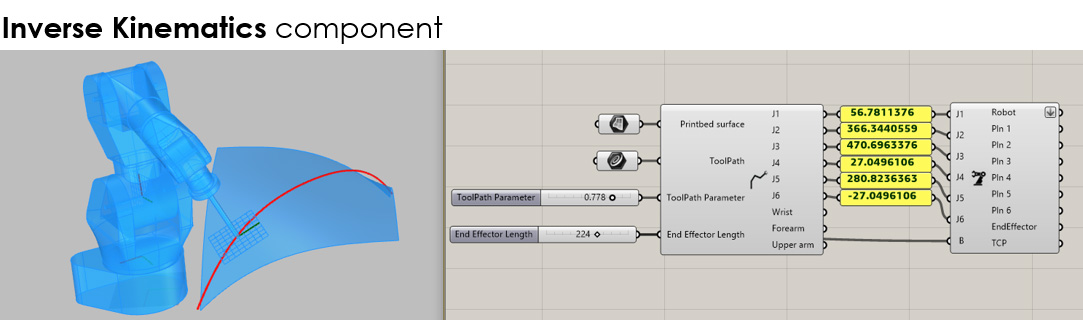 Inverse Kinematics component
Printbed surface
ToolPath
ToolPath Parameter
End Effector Length
J1
J2
J3
J4
J5
J6
Wrist
Forearm
Upper arm
ToolPath Parameter 0.778
End Effector Length 224
56.7811376
366.3440559
470.6963376
27.0496106
280.8236363
-27.0496106
J1
J2
J3
J4
J5
J6
B
Robot
Pln 1
Pln 2
Pln 3
Pln 4
Pln 5
Pln 6
EndEffector
TCP